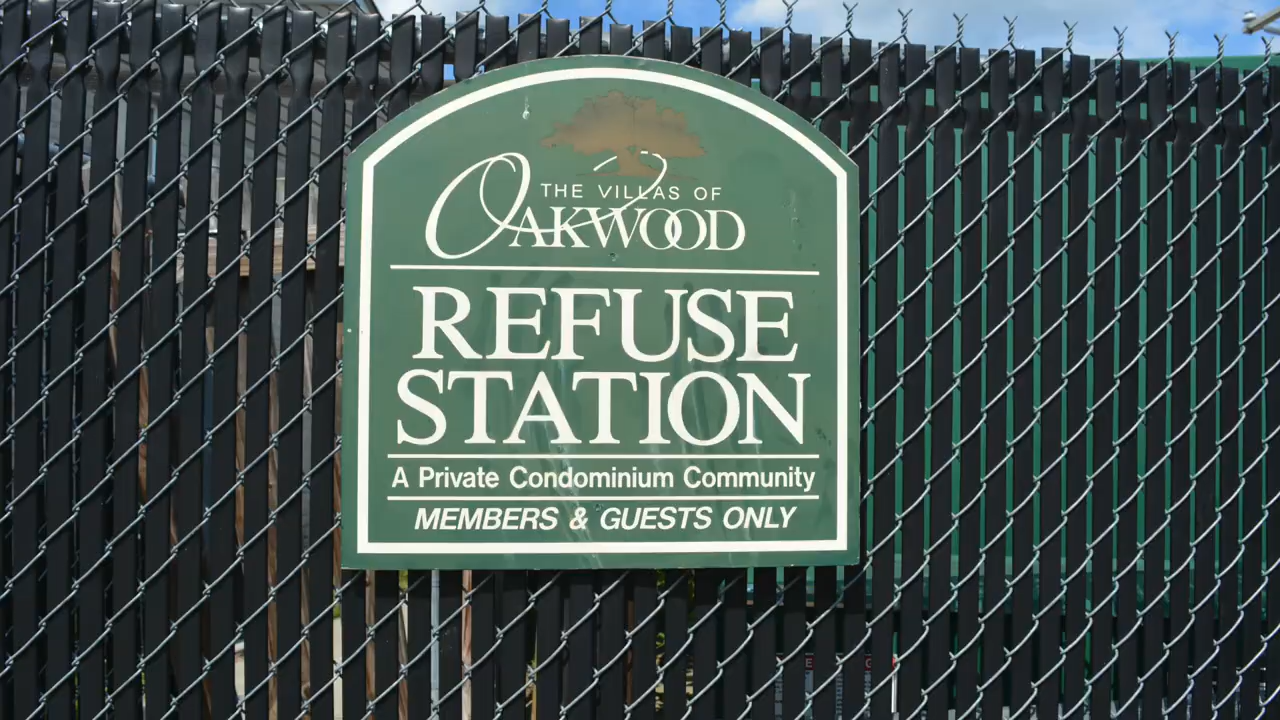 THE VILLAS OF
OAKWOOD
REFUSE
STATION
A Private Condominium Community
MEMBERS & GUESTS ONLY